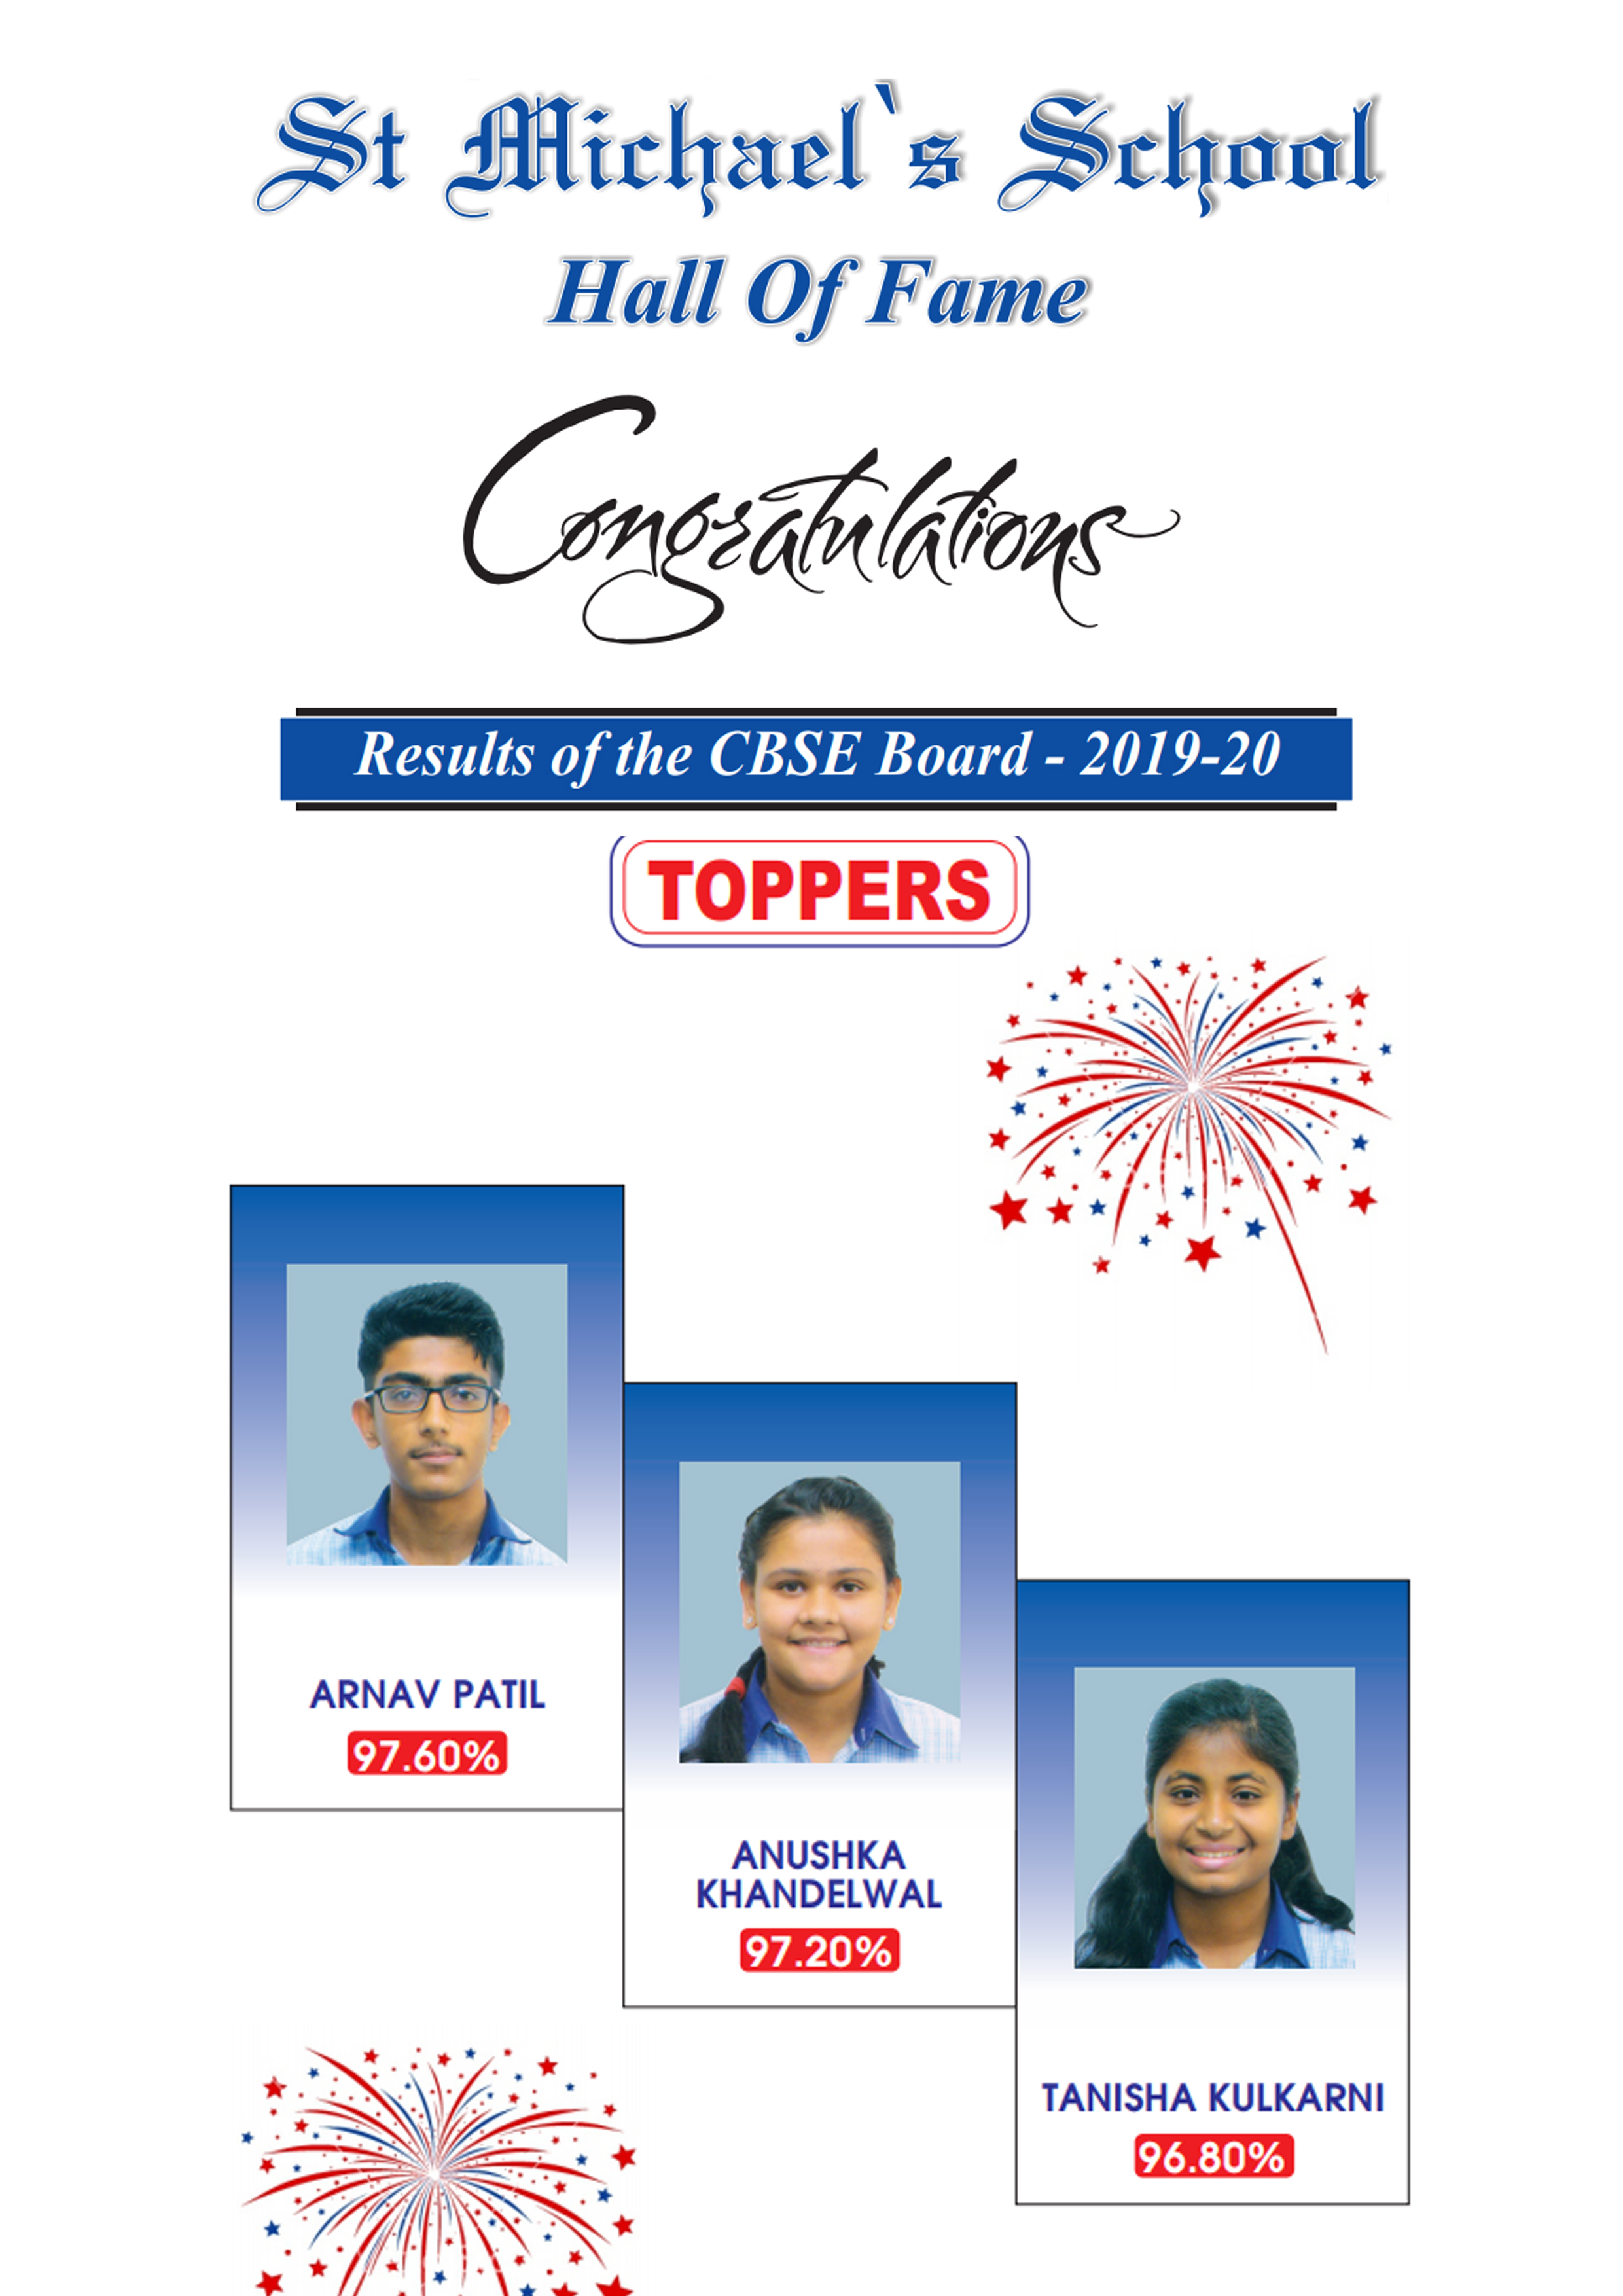 St Michael`s School
Hall Of Fame
Congratulations
Results of the CBSE Board - 2019-20
TOPPERS
ARNAV PATIL
97.60%
ANUSHKA
KHANDELWAL
97.20%
TANISHA KULKARNI
96.80%